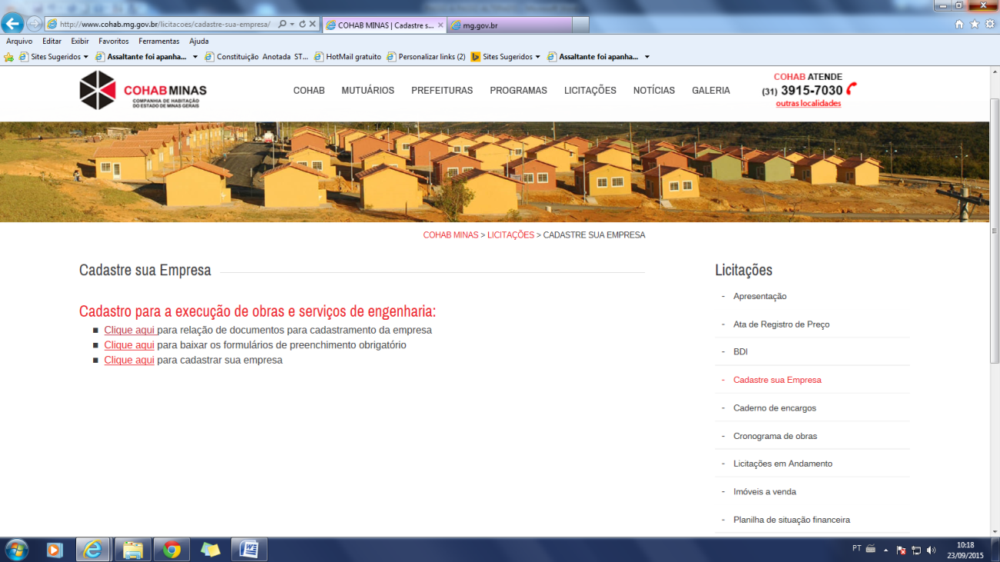 http://www.cohab.mg.gov.br/licitacoes/cadastre-sua-empresa/
COHAB MINAS | Cadastre s...
mg.gov.br
Arquivo Editar Exibir Favoritos Ferramentas Ajuda
Sites Sugeridos Assaltante foi apanha... Constituição Anotada ST... HotMail gratuito Personalizar links (2) Sites Sugeridos Assaltante foi apanha...
COHAB MINAS
COMPANHIA DE HABITAÇÃO
DO ESTADO DE MINAS GERAIS
COHAB MUTUÁRIOS PREFEITURAS PROGRAMAS LICITAÇÕES NOTÍCIAS GALERIA
COHAB ATENDE
(31) 3915-7030
outras localidades
COHAB MINAS > LICITAÇÕES > CADASTRE SUA EMPRESA
Cadastre sua Empresa
Cadastro para a execução de obras e serviços de engenharia:
Clique aqui para relação de documentos para cadastramento da empresa
Clique aqui para baixar os formulários de preenchimento obrigatório
Clique aqui para cadastrar sua empresa
Licitações
- Apresentação
- Ata de Registro de Preço
- BDI
- Cadastre sua Empresa
- Caderno de encargos
- Cronograma de obras
- Licitações em Andamento
- Imóveis a venda
- Planilha de situação financeira
PT
10:18
23/09/2015